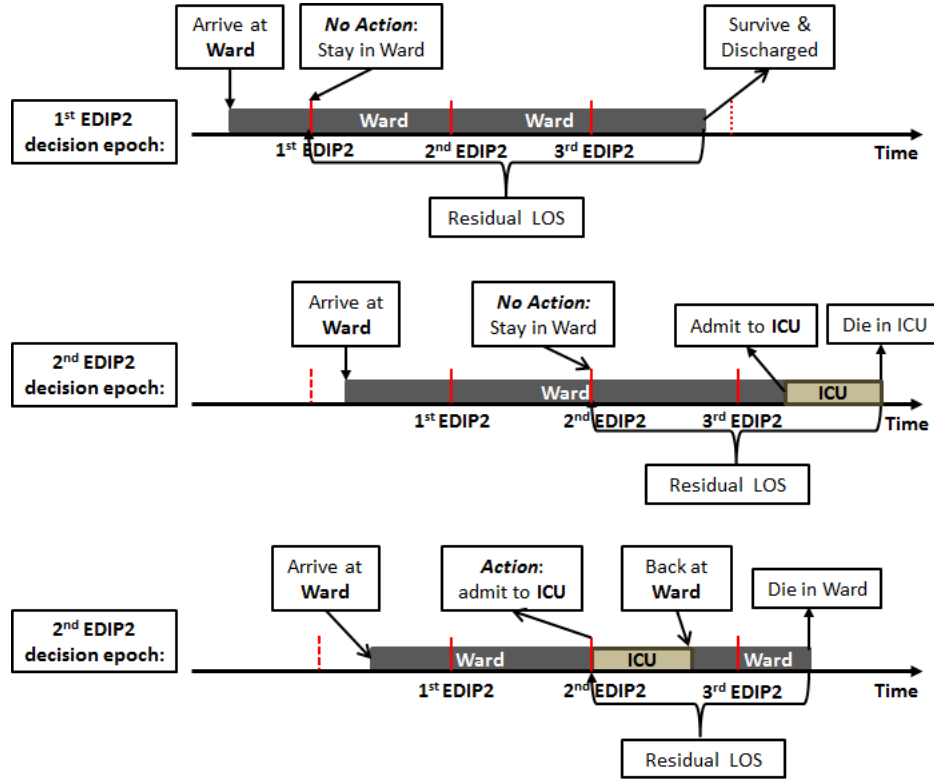 Arrive at
Ward
No Action:
Stay in Ward
Survive &
Discharged
1st EDIP2
decision epoch:
Ward
Ward
1st EDIP2
2nd EDIP2
3rd EDIP2
Time
Residual LOS
Arrive at
Ward
No Action:
Stay in Ward
Admit to ICU
Die in ICU
2nd EDIP2
decision epoch:
Ward
ICU
1st EDIP2
2nd EDIP2
3rd EDIP2
Time
Residual LOS
Arrive at
Ward
Action:
admit to ICU
Back at
Ward
Die in Ward
2nd EDIP2
decision epoch:
Ward
ICU
Ward
1st EDIP2
2nd EDIP2
3rd EDIP2
Time
Residual LOS